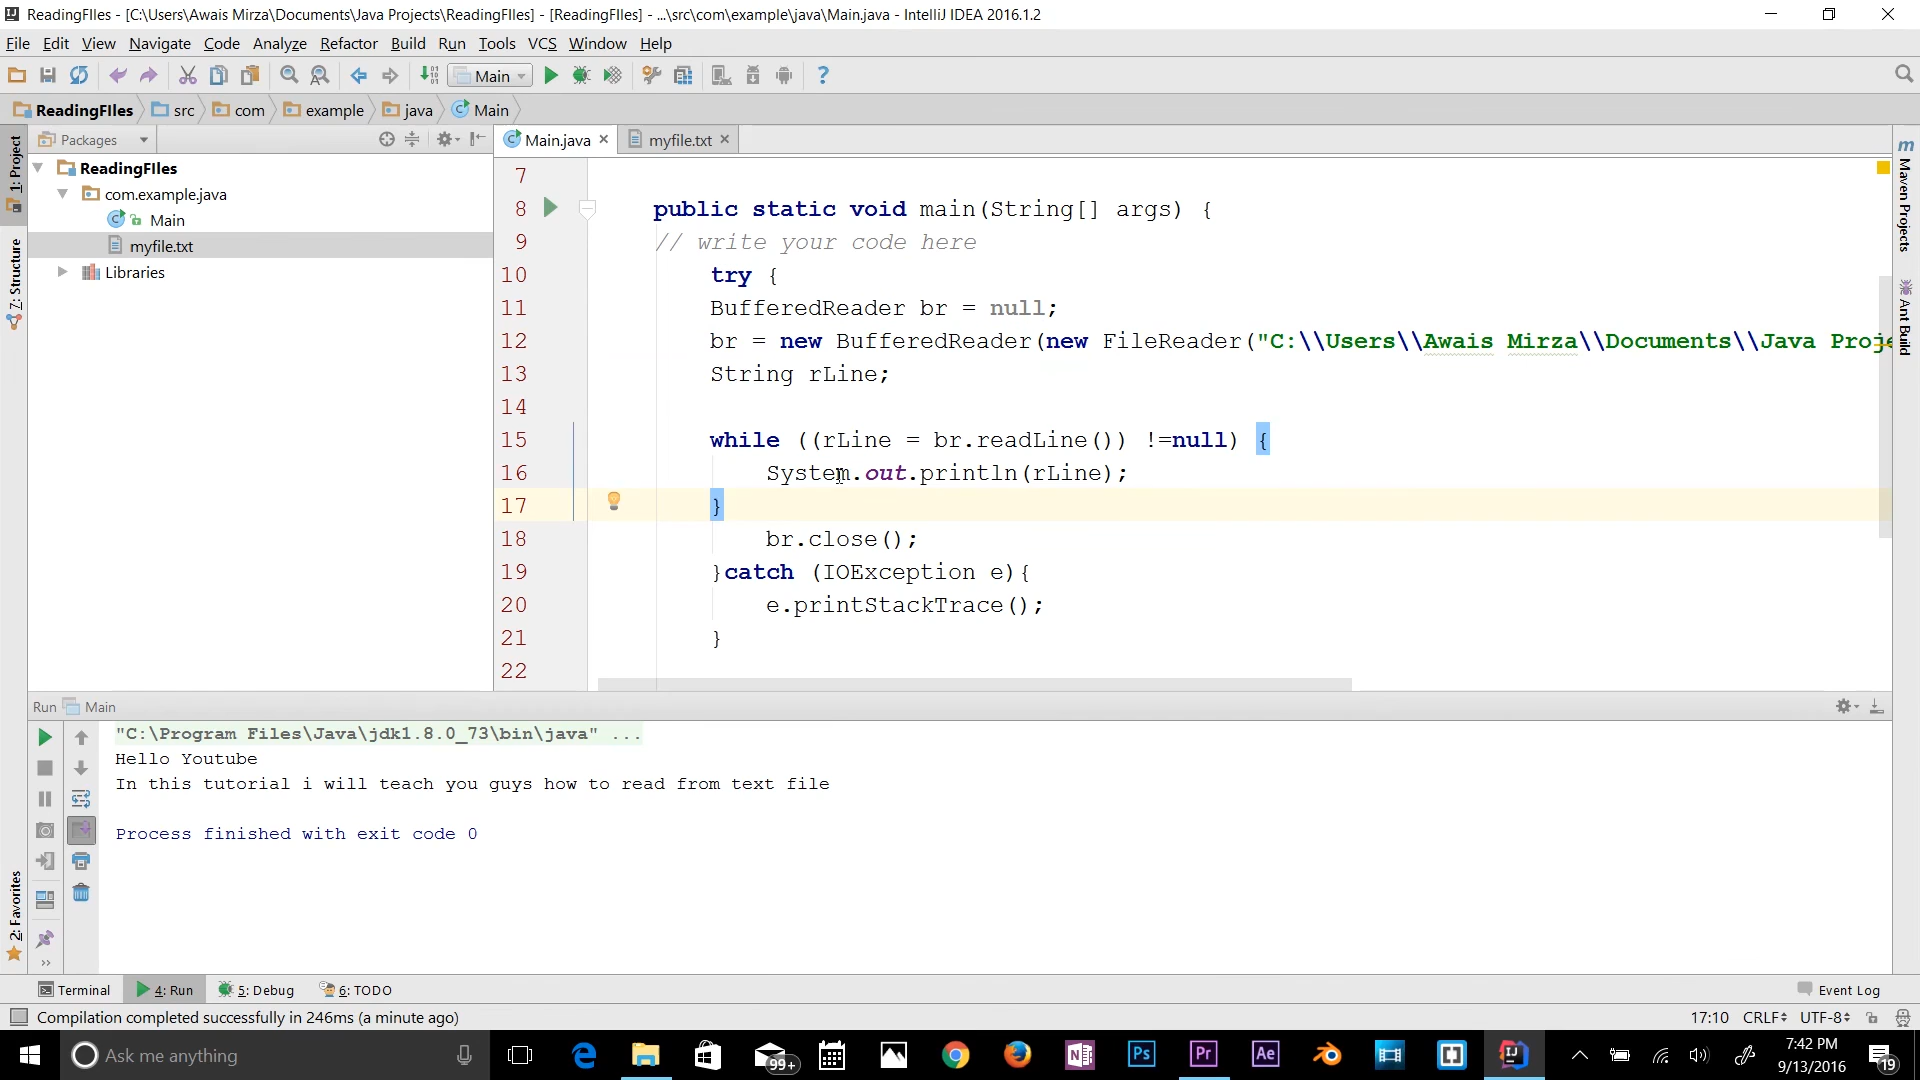 ReadingFIles - [C:\Users\Awais Mirza\Documents\Java Projects\ReadingFIles] - [ReadingFIles] - ...\src\com\example\java\Main.java - IntelliJ IDEA 2016.1.2
File Edit View Navigate Code Analyze Refactor Build Run Tools VCS Window Help
Main
ReadingFIles src com example java Main
1: Project
7: Structure
2: Favorites
Packages
ReadingFIles
com.example.java
Main
myfile.txt
Libraries
Main.java myfile.txt
7
8 public static void main(String[] args) {
9 // write your code here
10 try {
11 BufferedReader br = null;
12 br = new BufferedReader(new FileReader("C:\\Users\\Awais Mirza\\Documents\\Java Proje
13 String rLine;
14
15 while ((rLine = br.readLine()) !=null) {
16 System.out.println(rLine);
17 }
18 br.close();
19 }catch (IOException e){
20 e.printStackTrace();
21 }
22
m Maven Projects
Ant Build
Run Main
"C:\Program Files\Java\jdk1.8.0_73\bin\java" ...
Hello Youtube
In this tutorial i will teach you guys how to read from text file
Process finished with exit code 0
Terminal 4: Run 5: Debug 6: TODO Event Log
Compilation completed successfully in 246ms (a minute ago) 17:10 CRLF UTF-8
Ask me anything
99+
Ps Pr Ae
7:42 PM
9/13/2016
19